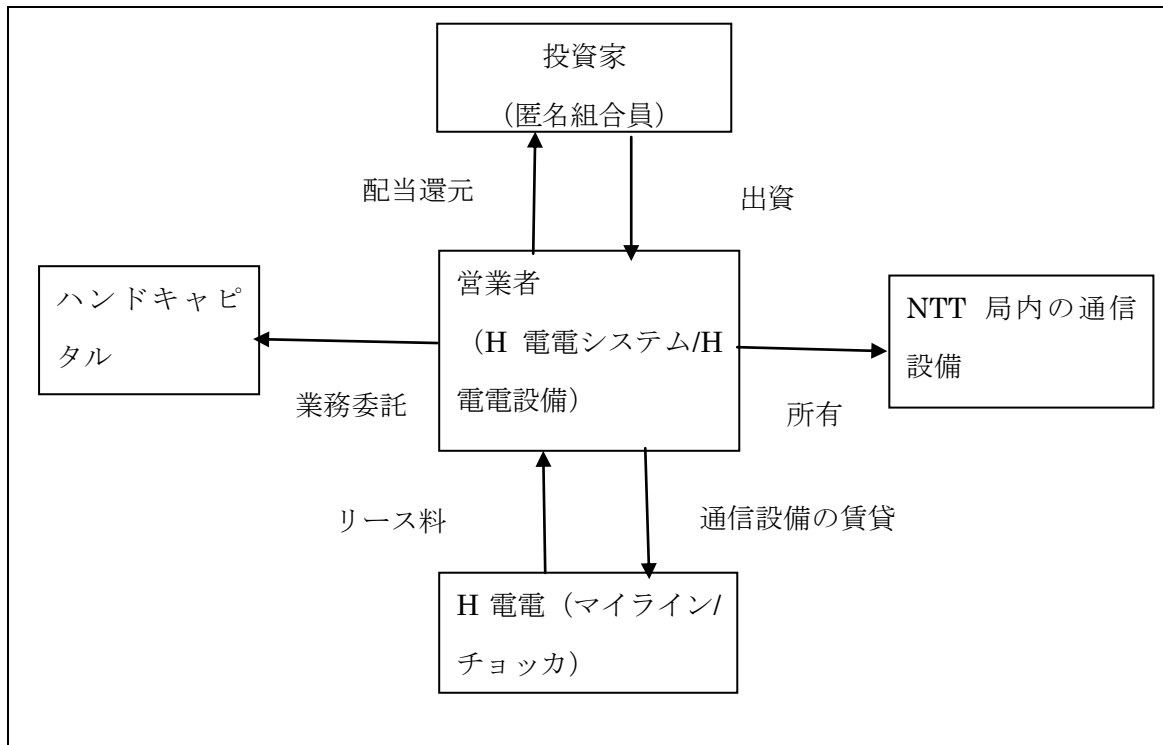 投資家
（匿名組合員）
配当還元
出資
ハンドキャピ
タル
営業者
（H 電電システム/H
電電設備）
NTT 局内の通信
設備
業務委託
所有
リース料
通信設備の賃貸
H 電電（マイライン/
チョッカ）